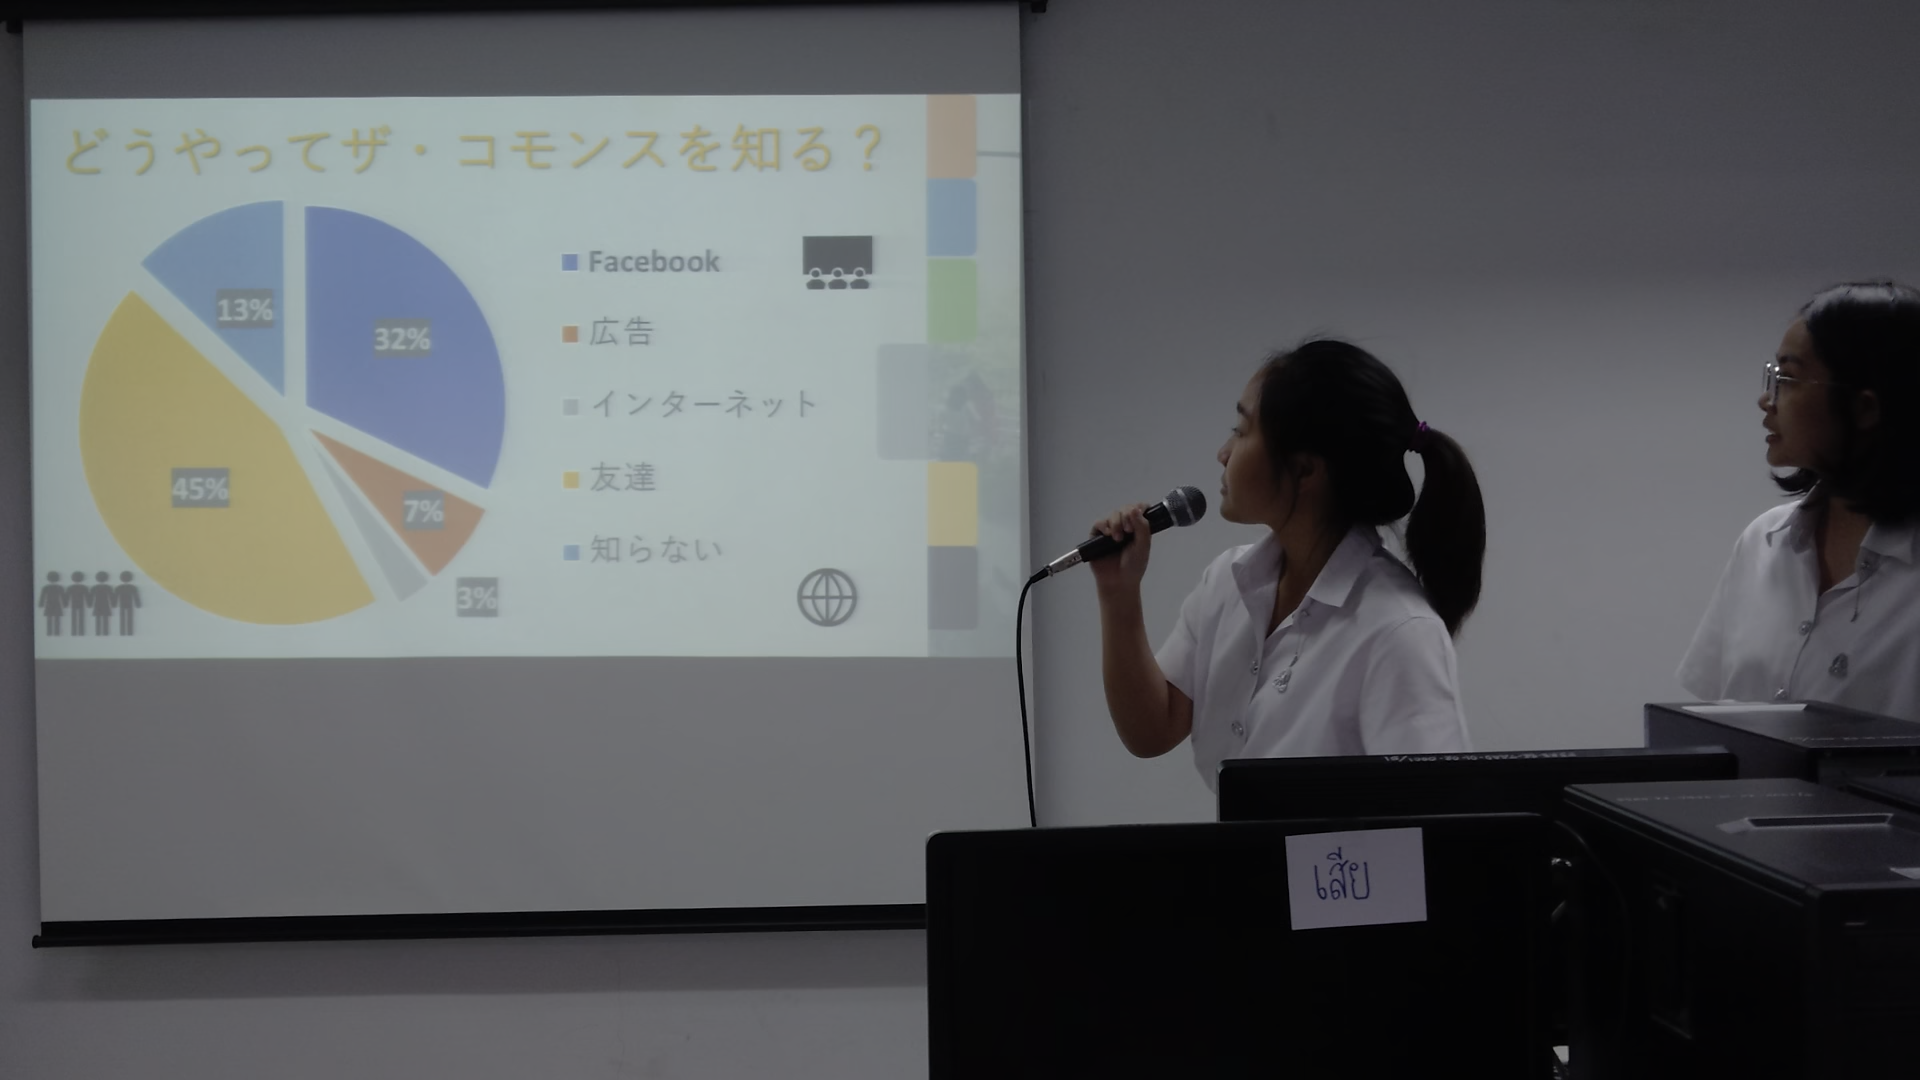 どうやってザ・コモンスを知る？
13%
32%
45%
7%
3%
Facebook
広告
インターネット
友達
知らない
เสีย